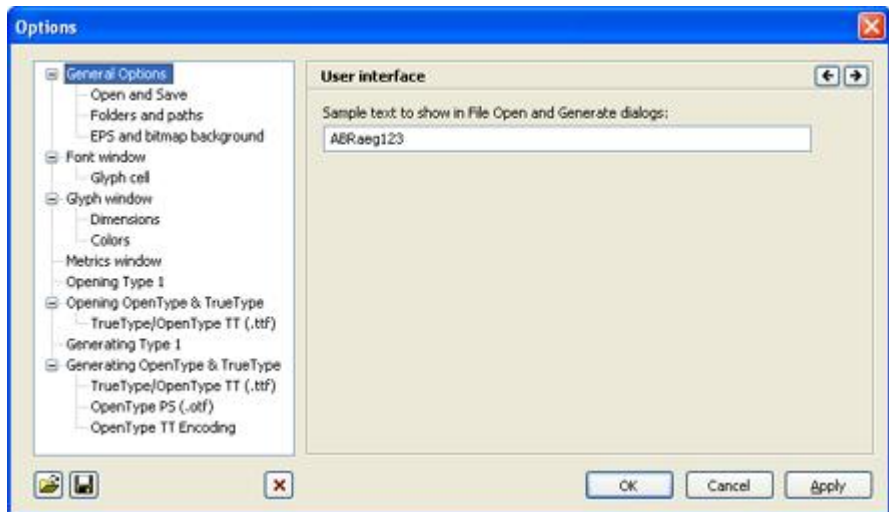 Options
General Options
Open and Save
Folders and paths
EPS and bitmap background
Font window
Glyph cell
Glyph window
Dimensions
Colors
Metrics window
Opening Type 1
Opening OpenType & TrueType
TrueType/OpenType TT (.ttf)
Generating Type 1
Generating OpenType & TrueType
TrueType/OpenType TT (.ttf)
OpenType PS (.otf)
OpenType TT Encoding
User interface
Sample text to show in File Open and Generate dialogs:
ABRaeg123
OK
Cancel
Apply